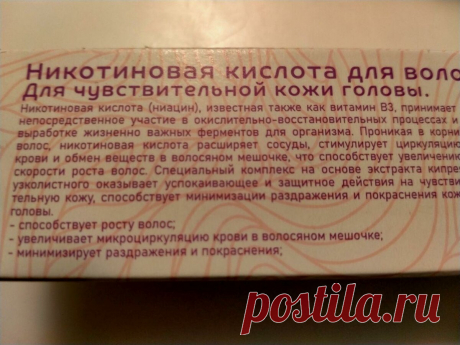 Никотиновая кислота для воло
Для чувствительной кожи головы.
Никотиновая кислота (ниацин), известная также как витамин В3, принимает
непосредственное участие в окислительно-восстановительных процессах и
выработке жизненно важных ферментов для организма. Проникая в корни
волос, никотиновая кислота расширяет сосуды, стимулирует циркуляцию
крови и обмен веществ в волосяном мешочке, что способствует увеличению
скорости роста волос. Специальный комплекс на основе экстракта кипрея
узколистного оказывает успокаивающее и защитное действия на чувстви-
тельную кожу, способствует минимизации раздражения и покраснения кож
головы.
- способствует росту волос;
- увеличивает микроциркуляцию крови в волосяном мешочке;
- минимизирует раздражения и покраснения;
postila.ru